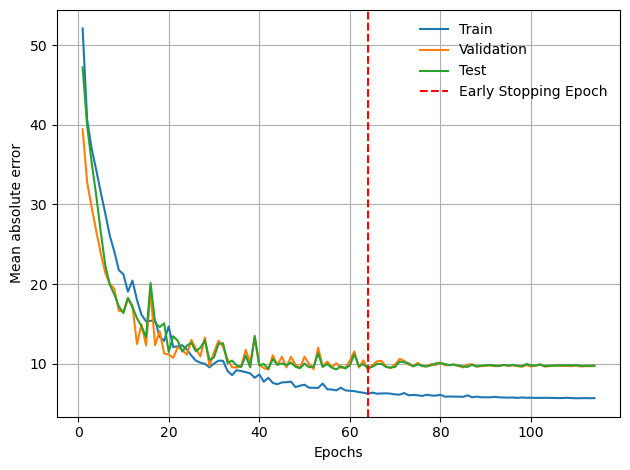 Train
Validation
Test
Early Stopping Epoch
Mean absolute error
50
40
30
20
10
0 20 40 60 80 100
Epochs